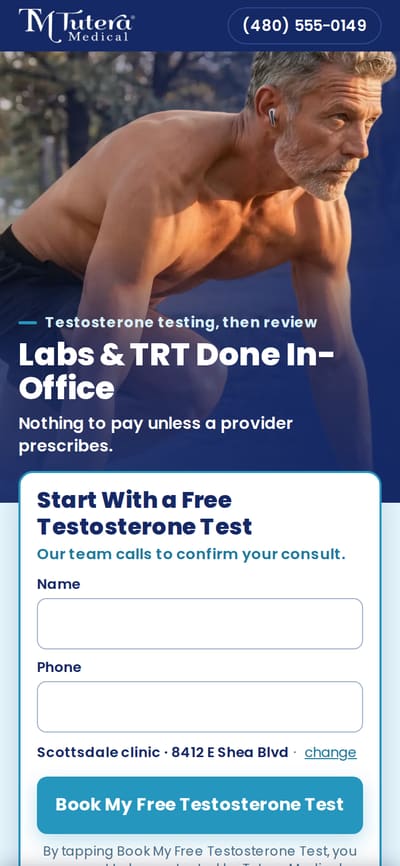 TM Tutera®
Medical
(480) 555-0149
Testosterone testing, then review
Labs & TRT Done In-
Office
Nothing to pay unless a provider
prescribes.
Start With a Free
Testosterone Test
Our team calls to confirm your consult.
Name
Phone
Scottsdale clinic · 8412 E Shea Blvd · change
Book My Free Testosterone Test
By tapping Book My Free Testosterone Test, you